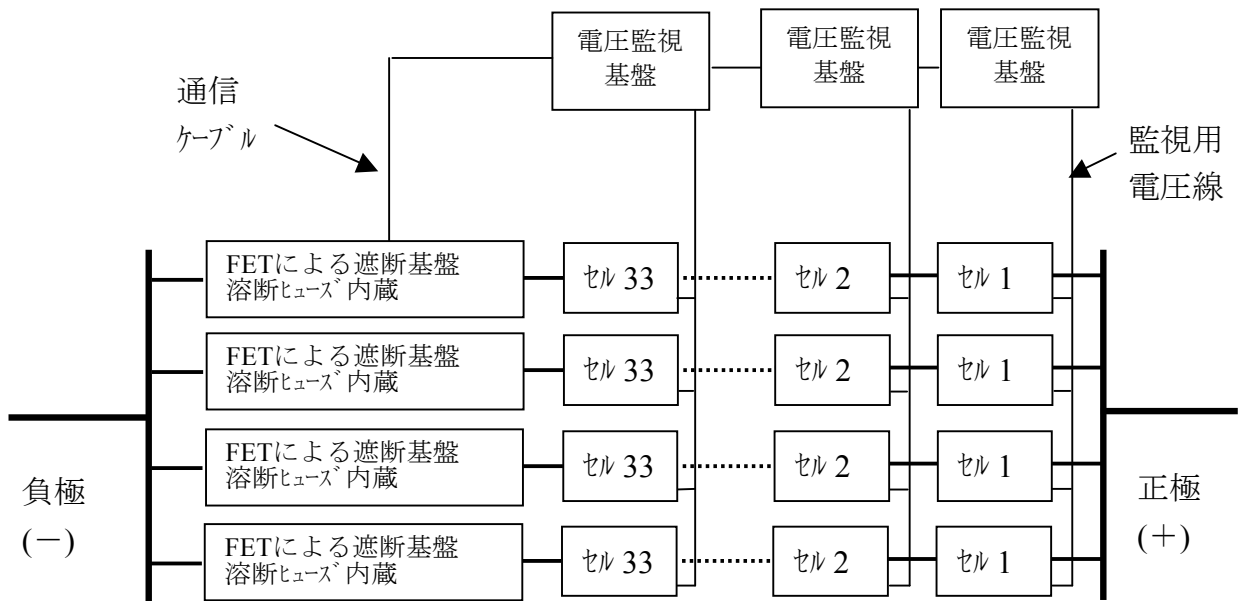 電圧監視
基盤
電圧監視
基盤
電圧監視
基盤
通信
ｹｰﾌﾞﾙ
監視用
電圧線
FETによる遮断基盤
溶断ﾋｭｰｽﾞ内蔵
ｾﾙ 33
ｾﾙ 2
ｾﾙ 1
FETによる遮断基盤
溶断ﾋｭｰｽﾞ内蔵
ｾﾙ 33
ｾﾙ 2
ｾﾙ 1
FETによる遮断基盤
溶断ﾋｭｰｽﾞ内蔵
ｾﾙ 33
ｾﾙ 2
ｾﾙ 1
FETによる遮断基盤
溶断ﾋｭｰｽﾞ内蔵
ｾﾙ 33
ｾﾙ 2
ｾﾙ 1
負極
(－)
正極
(＋)